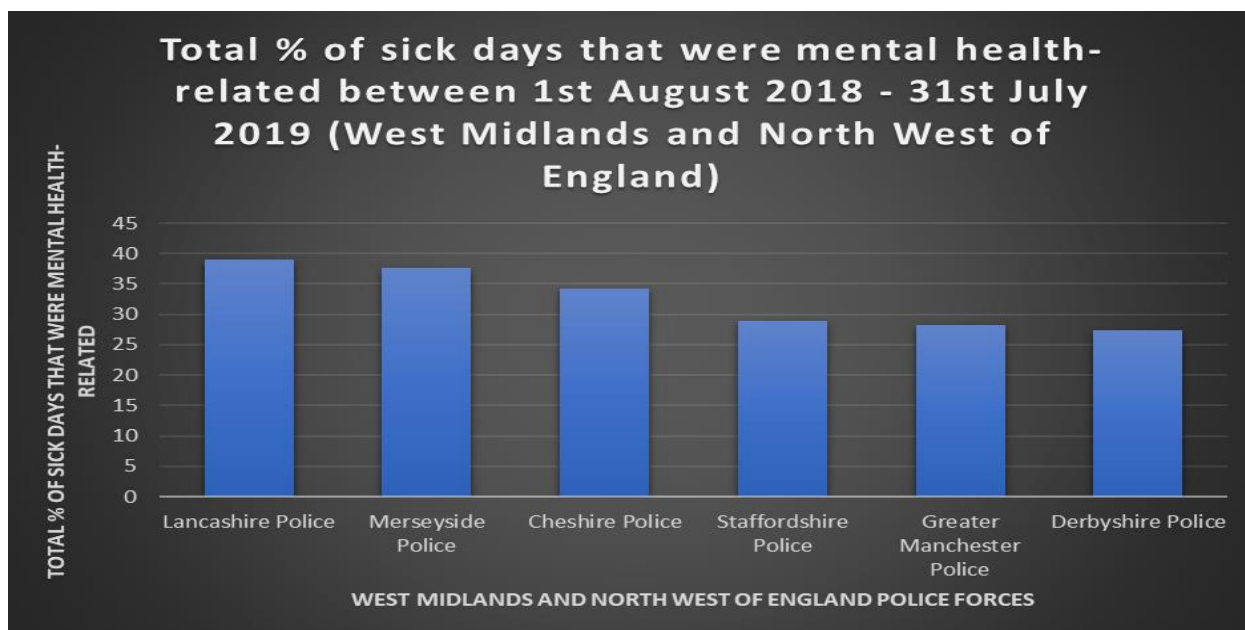 Total % of sick days that were mental health-
related between 1st August 2018 - 31st July
2019 (West Midlands and North West of
England)
TOTAL % OF SICK DAYS THAT WERE MENTAL HEALTH-
RELATED
45
40
35
30
25
20
15
10
5
0
Lancashire Police
Merseyside
Police
Cheshire Police
Staffordshire
Police
Greater
Manchester
Police
Derbyshire Police
WEST MIDLANDS AND NORTH WEST OF ENGLAND POLICE FORCES